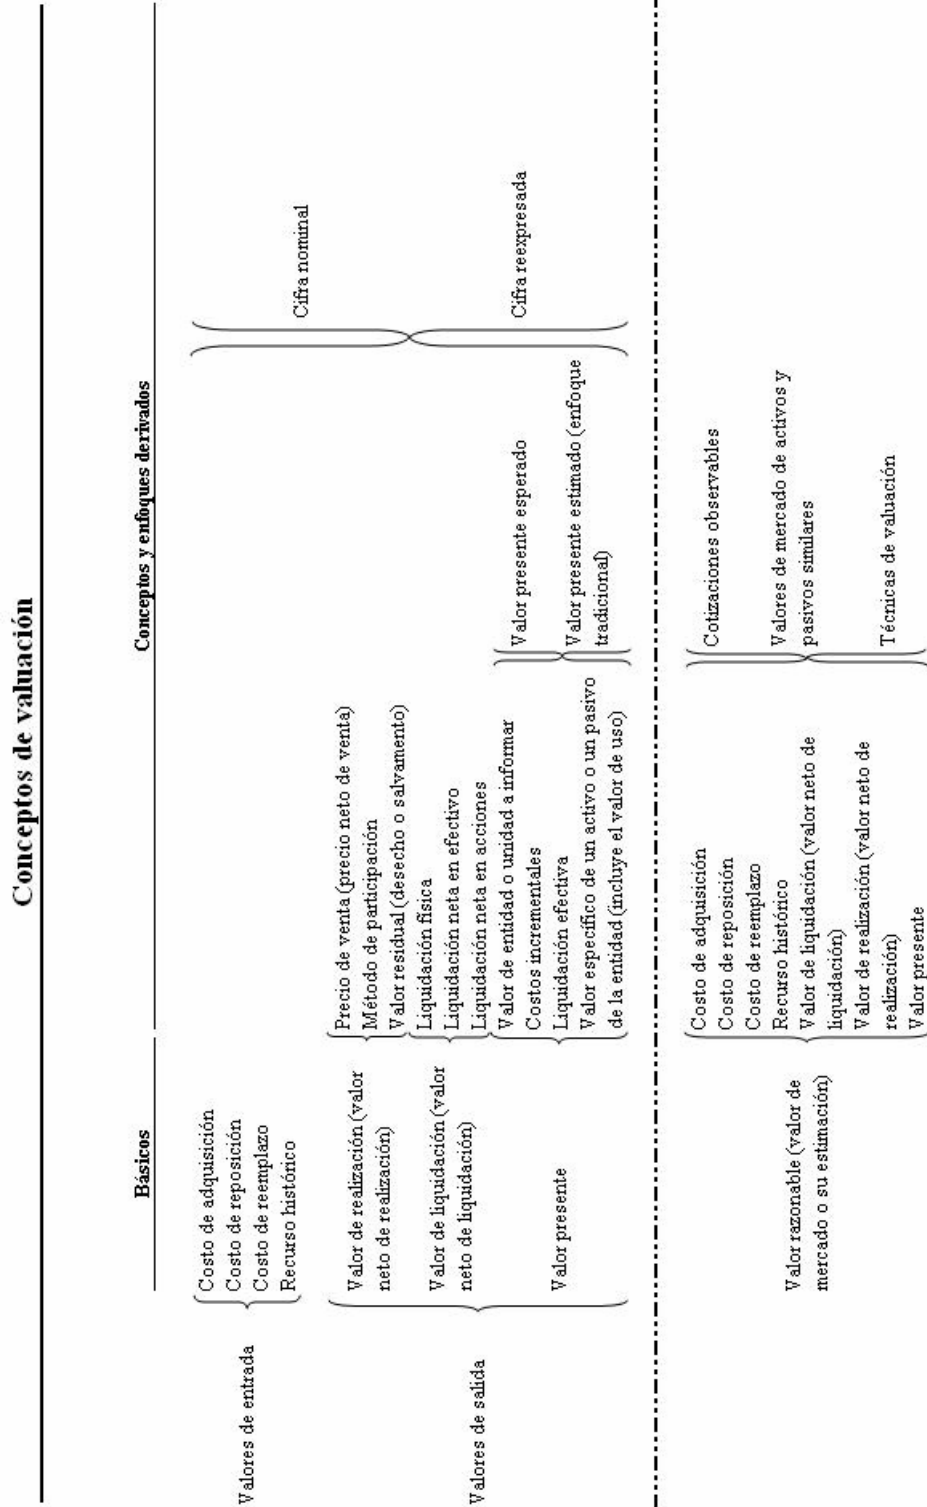 Conceptos de valuación
Básicos
Conceptos y enfoques derivados
Valores de entrada
Costo de adquisición
Costo de reposición
Costo de reemplazo
Recurso histórico
Valores de salida
Valor de realización (valor
neto de realización)
Precio de venta (precio neto de venta)
Método de participación
Valor residual (desecho o salvamento)
Valor de liquidación (valor
neto de liquidación)
Liquidación física
Liquidación neta en efectivo
Liquidación neta en acciones
Valor presente
Valor de entidad o unidad a informar
Costos incrementales
Liquidación efectiva
Valor específico de un activo o un pasivo
de la entidad (incluye el valor de uso)
Valor presente esperado
Valor presente estimado (enfoque
tradicional)
Cifra nominal
Cifra reexpresada
Valor razonable (valor de
mercado o su estimación)
Costo de adquisición
Costo de reposición
Costo de reemplazo
Recurso histórico
Valor de liquidación (valor neto de
liquidación)
Valor de realización (valor neto de
realización)
Valor presente
Cotizaciones observables
Valores de mercado de activos y
pasivos similares
Técnicas de valuación